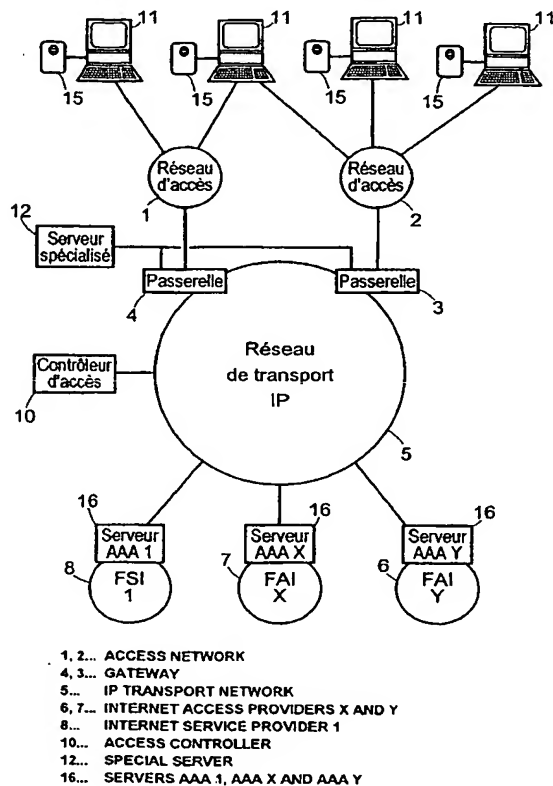 11
11
11
11
15
15
15
15
Réseau
d'accès
Réseau
d'accès
1
2
12
Serveur
spécialisé
Passerelle
Passerelle
4
3
Réseau
de transport
IP
Contrôleur
d'accès
10
5
16
16
16
Serveur
AAA 1
Serveur
AAA X
Serveur
AAA Y
8
FSI
1
7
FAI
X
6
FAI
Y
1, 2... ACCESS NETWORK
4, 3... GATEWAY
5... IP TRANSPORT NETWORK
6, 7... INTERNET ACCESS PROVIDERS X AND Y
8... INTERNET SERVICE PROVIDER 1
10... ACCESS CONTROLLER
12... SPECIAL SERVER
16... SERVERS AAA 1, AAA X AND AAA Y